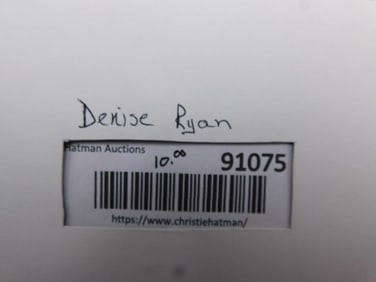 Denise Ryan
Hatman Auctions
10.00
91075
https://www.christiehatman/